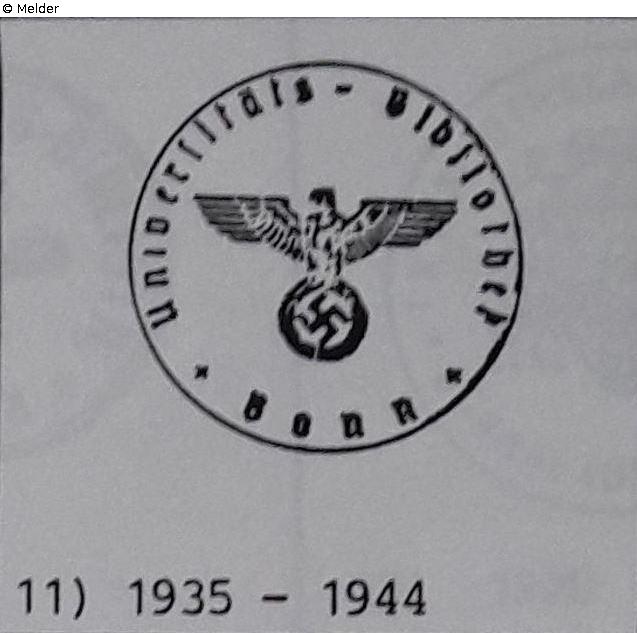 © Melder
Universitäts - Bibliothek
* Bonn *
11) 1935 - 1944